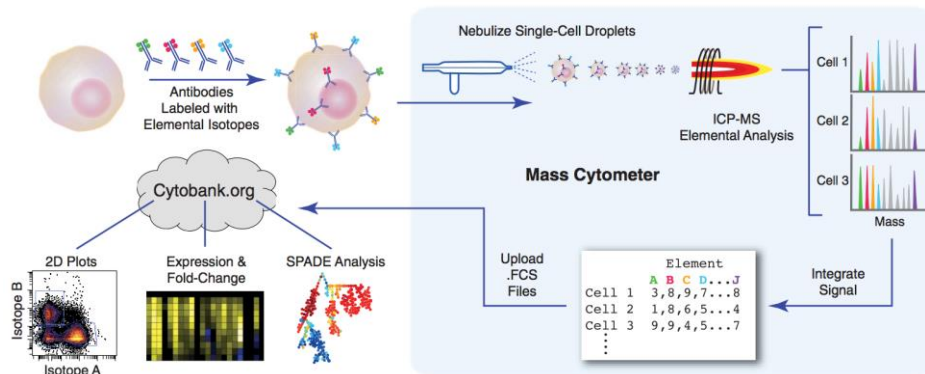 Antibodies
Labeled with
Elemental Isotopes
Nebulize Single-Cell Droplets
ICP-MS
Elemental Analysis
Cell 1
Cell 2
Cell 3
Mass
Mass Cytometer
Integrate
Signal
Element
A B C D...J
Cell 1 3,8,9,7...8
Cell 2 1,8,6,5...4
Cell 3 9,9,4,5...7
Upload
.FCS
Files
Cytobank.org
2D Plots
Isotope B
Isotope A
Expression &
Fold-Change
SPADE Analysis